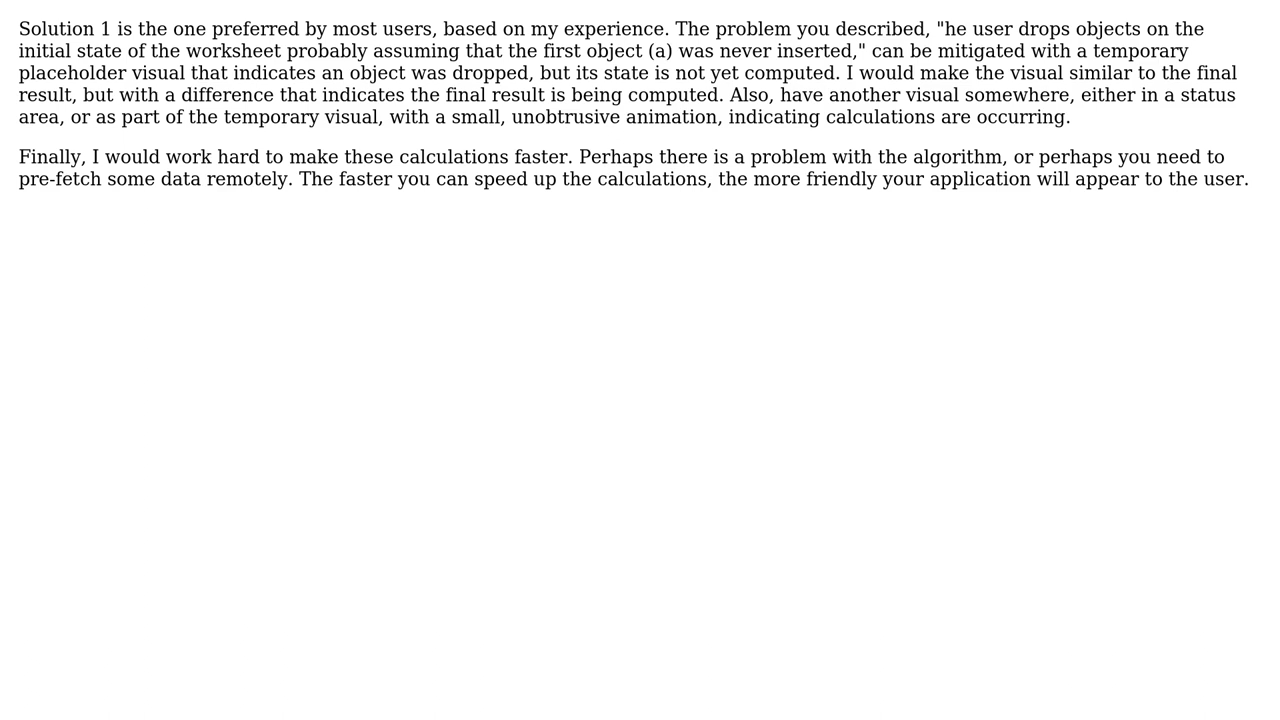 Solution 1 is the one preferred by most users, based on my experience. The problem you described, "he user drops objects on the
initial state of the worksheet probably assuming that the first object (a) was never inserted," can be mitigated with a temporary
placeholder visual that indicates an object was dropped, but its state is not yet computed. I would make the visual similar to the final
result, but with a difference that indicates the final result is being computed. Also, have another visual somewhere, either in a status
area, or as part of the temporary visual, with a small, unobtrusive animation, indicating calculations are occurring.
Finally, I would work hard to make these calculations faster. Perhaps there is a problem with the algorithm, or perhaps you need to
pre-fetch some data remotely. The faster you can speed up the calculations, the more friendly your application will appear to the user.